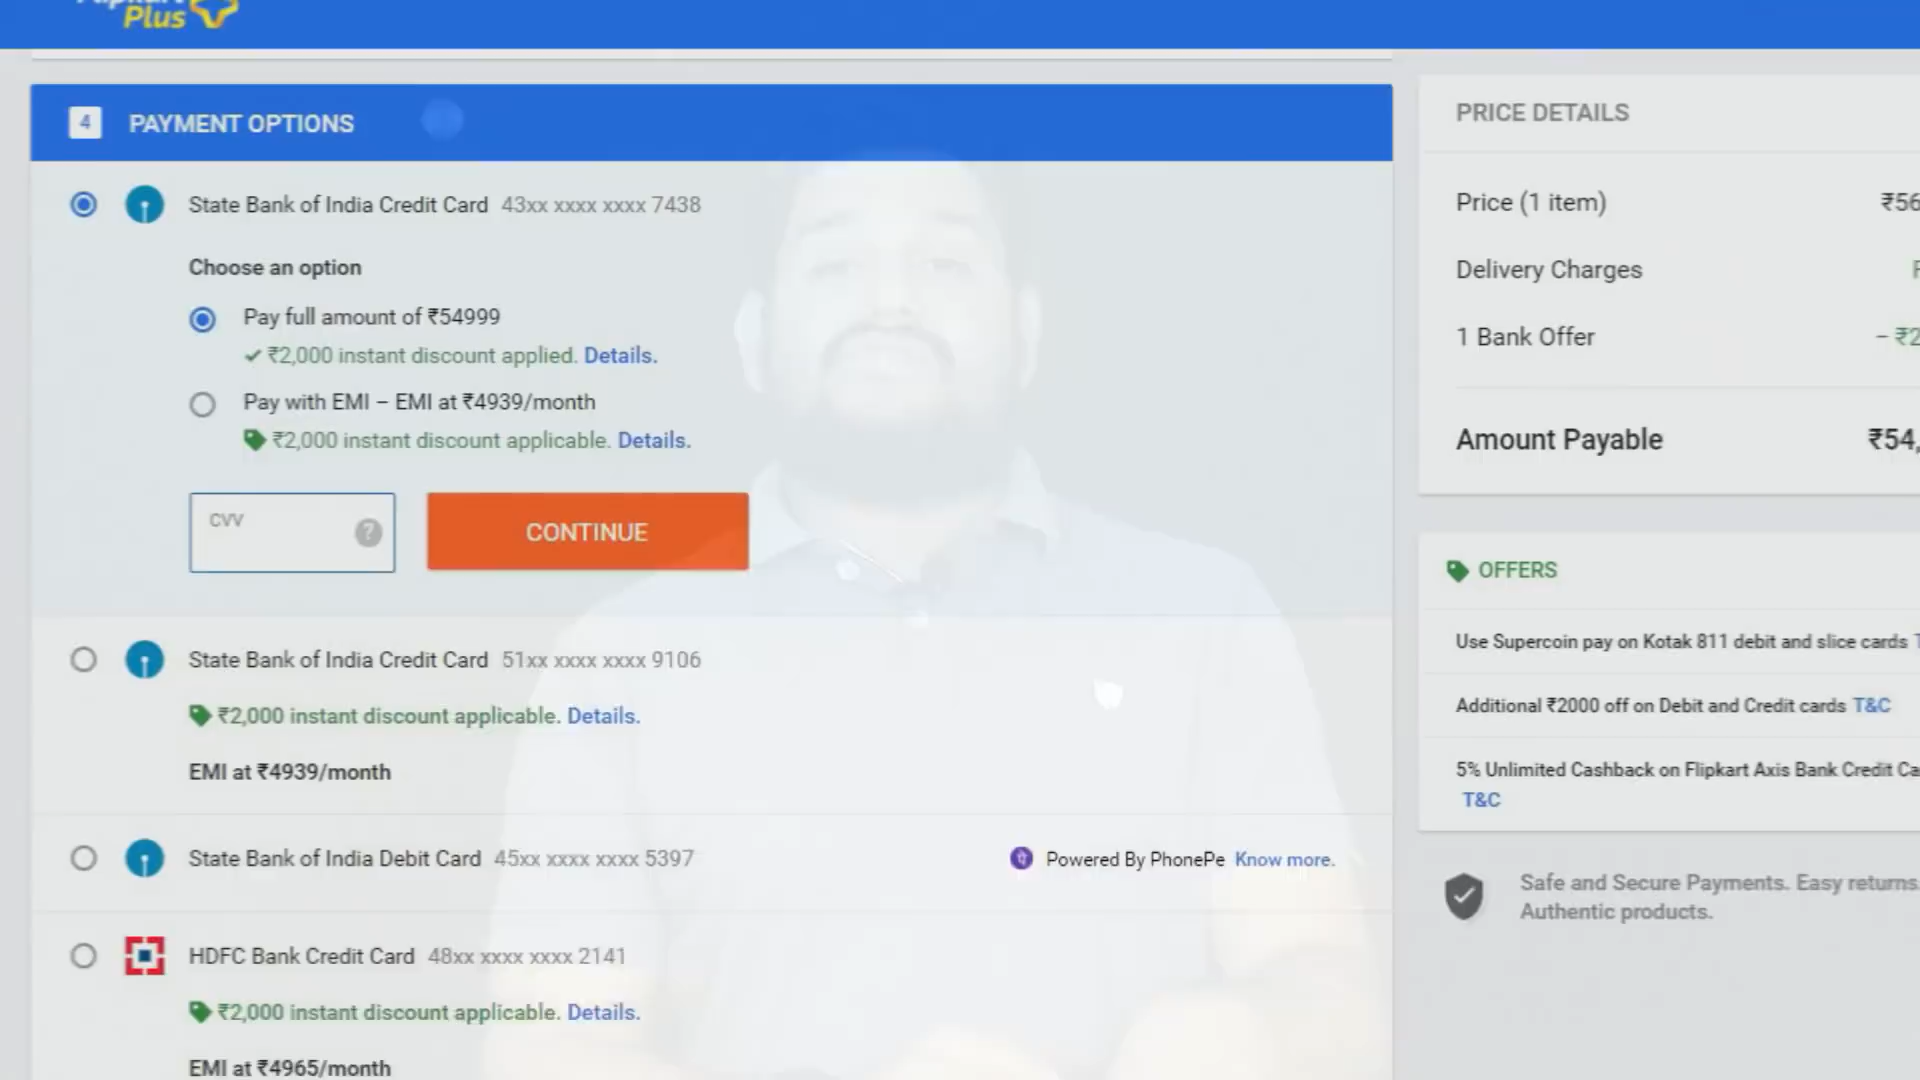 Plus
4 PAYMENT OPTIONS
State Bank of India Credit Card 43xx xxxx xxxx 7438
Choose an option
Pay full amount of ₹54999
₹2,000 instant discount applied. Details.
Pay with EMI – EMI at ₹4939/month
₹2,000 instant discount applicable. Details.
CVV ?
CONTINUE
State Bank of India Credit Card 51xx xxxx xxxx 9106
₹2,000 instant discount applicable. Details.
EMI at ₹4939/month
State Bank of India Debit Card 45xx xxxx xxxx 5397
Powered By PhonePe Know more.
HDFC Bank Credit Card 48xx xxxx xxxx 2141
₹2,000 instant discount applicable. Details.
EMI at ₹4965/month
PRICE DETAILS
Price (1 item) ₹56
Delivery Charges
1 Bank Offer – ₹2
Amount Payable ₹54,
OFFERS
Use Supercoin pay on Kotak 811 debit and slice cards
Additional ₹2000 off on Debit and Credit cards T&C
5% Unlimited Cashback on Flipkart Axis Bank Credit
T&C
Safe and Secure Payments. Easy returns.
Authentic products.